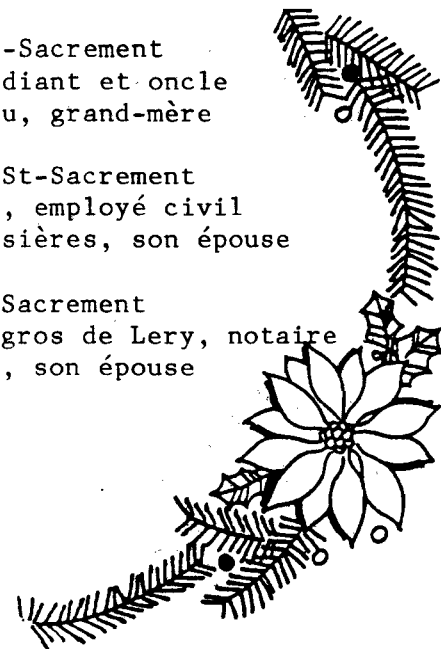 -Sacrement
diant et oncle
u, grand-mère
St-Sacrement
, employé civil
sières, son épouse
Sacrement
gros de Lery, notaire
, son épouse